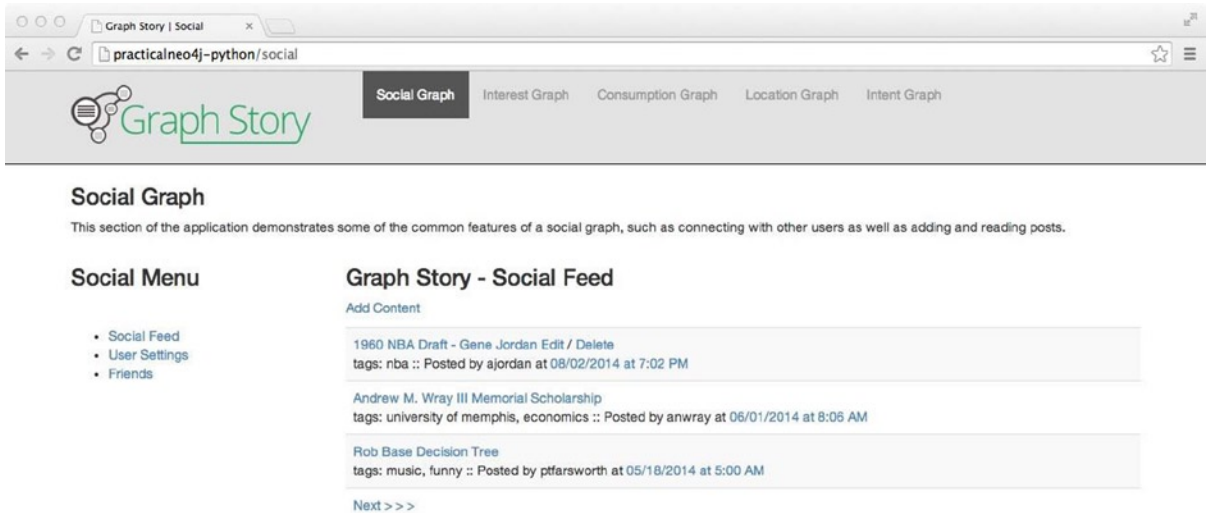 Graph Story | Social
practicalneo4j-python/social
Graph Story
Social Graph
Interest Graph
Consumption Graph
Location Graph
Intent Graph
Social Graph
This section of the application demonstrates some of the common features of a social graph, such as connecting with other users as well as adding and reading posts.
Social Menu
• Social Feed
• User Settings
• Friends
Graph Story - Social Feed
Add Content
1960 NBA Draft - Gene Jordan Edit / Delete
tags: nba :: Posted by ajordan at 08/02/2014 at 7:02 PM
Andrew M. Wray III Memorial Scholarship
tags: university of memphis, economics :: Posted by anwray at 06/01/2014 at 8:06 AM
Rob Base Decision Tree
tags: music, funny :: Posted by ptfarsworth at 05/18/2014 at 5:00 AM
Next > > >